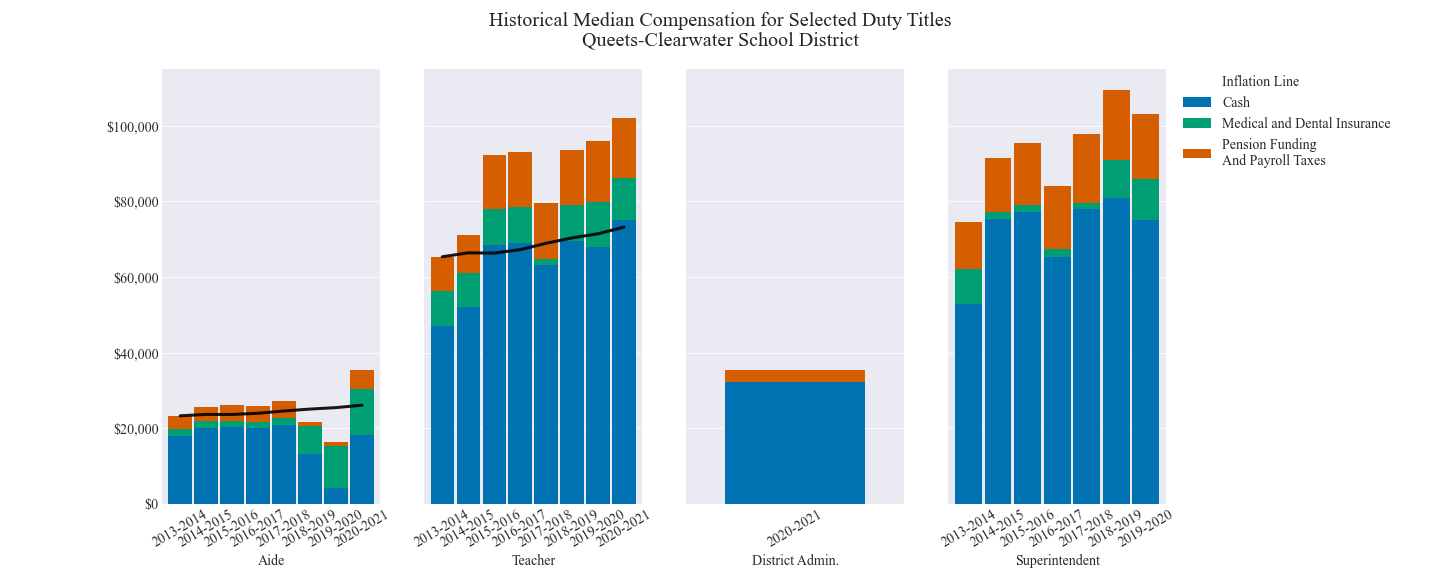 Historical Median Compensation for Selected Duty Titles
Queets-Clearwater School District
Inflation Line
Cash
Medical and Dental Insurance
Pension Funding
And Payroll Taxes
$100,000
$80,000
$60,000
$40,000
$20,000
$0
2013-2014
2014-2015
2015-2016
2016-2017
2017-2018
2018-2019
2019-2020
2020-2021
Aide
2013-2014
2014-2015
2015-2016
2016-2017
2017-2018
2018-2019
2019-2020
2020-2021
Teacher
2020-2021
District Admin.
2013-2014
2014-2015
2015-2016
2016-2017
2017-2018
2018-2019
2019-2020
Superintendent